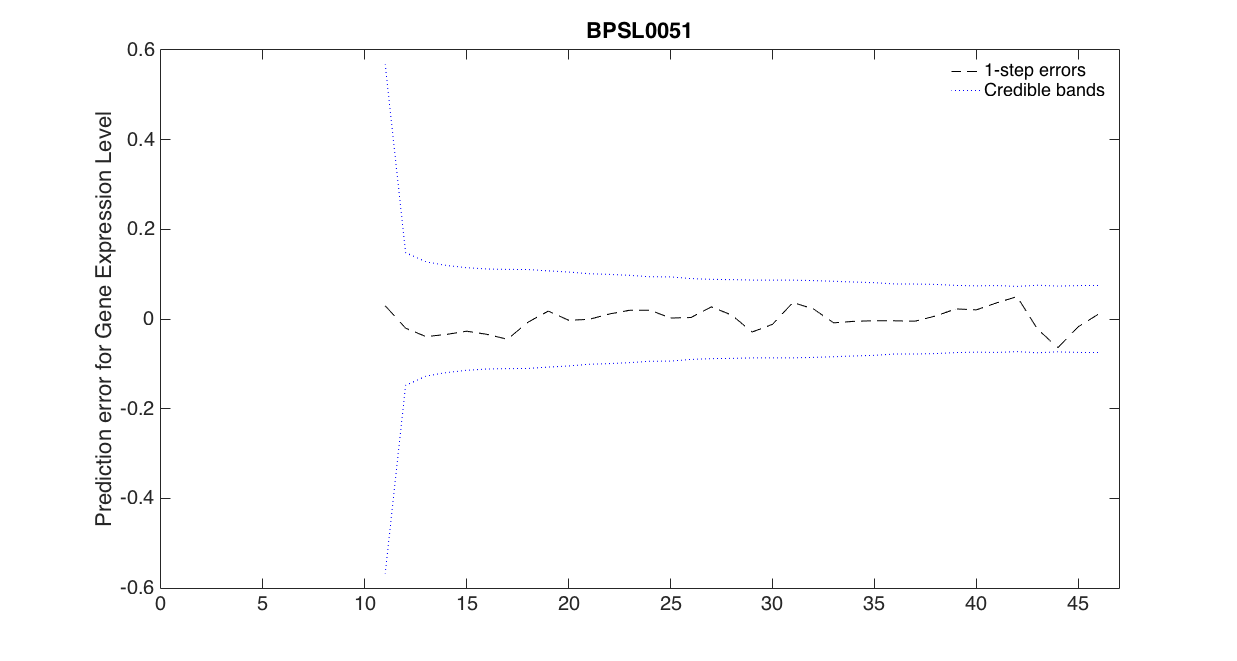 BPSL0051
0.6
0.4
0.2
0
-0.2
-0.4
-0.6
Prediction error for Gene Expression Level
1-step errors
Credible bands
0 5 10 15 20 25 30 35 40 45